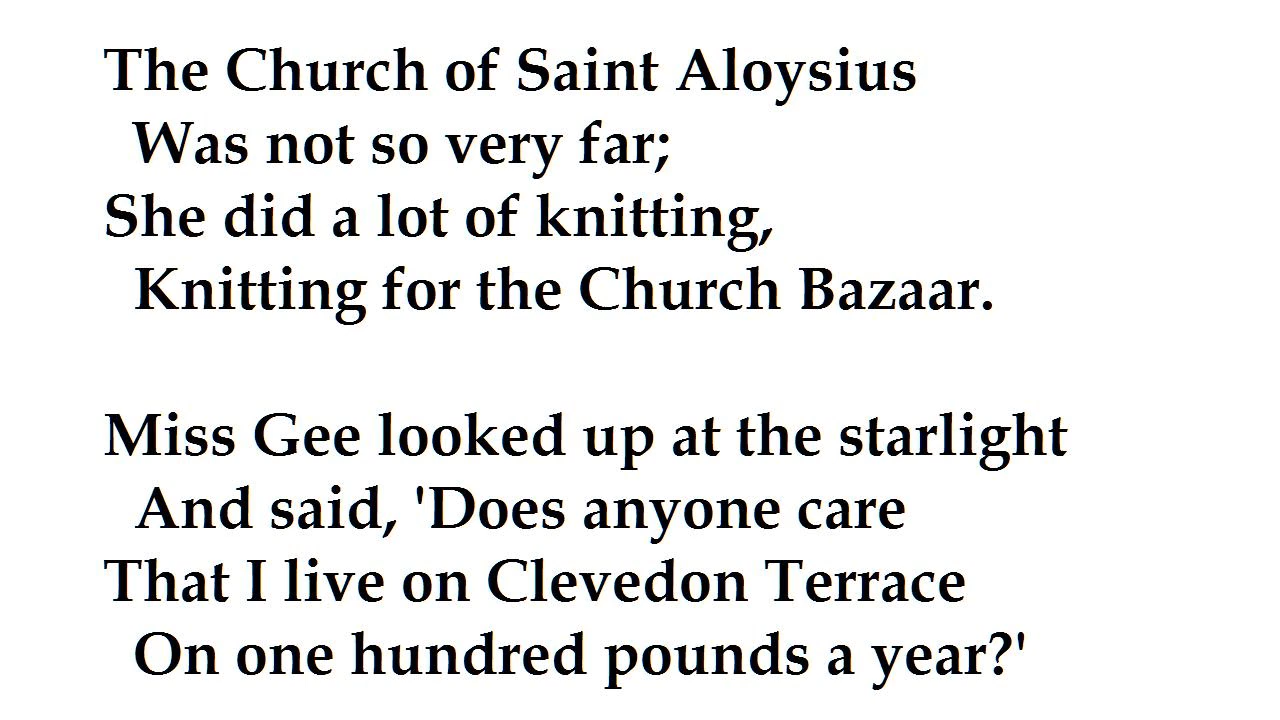 The Church of Saint Aloysius
Was not so very far;
She did a lot of knitting,
Knitting for the Church Bazaar.

Miss Gee looked up at the starlight
And said, 'Does anyone care
That I live on Clevedon Terrace
On one hundred pounds a year?'